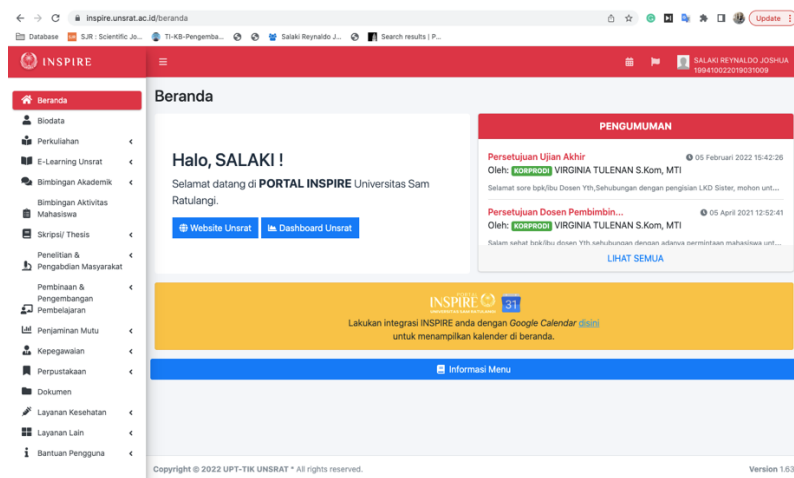 inspire.unsrat.ac.id/beranda
Update
Database
SJR : Scientific Jo...
TI-KB-Pengemba...
Salaki Reynaldo J...
Search results | P...
INSPIRE
SALAKI REYNALDO JOSHUA
199410022019031009
Beranda
Biodata
Perkuliahan
E-Learning Unsrat
Bimbingan Akademik
Bimbingan Aktivitas
Mahasiswa
Skripsi/ Thesis
Penelitian &
Pengabdian Masyarakat
Pembinaan &
Pengembangan
Pembelajaran
Penjaminan Mutu
Kepegawaian
Perpustakaan
Dokumen
Layanan Kesehatan
Layanan Lain
Bantuan Pengguna
Beranda
Halo, SALAKI !
Selamat datang di PORTAL INSPIRE Universitas Sam
Ratulangi.
Website Unsrat
Dashboard Unsrat
PENGUMUMAN
Persetujuan Ujian Akhir
05 Februari 2022 15:42:26
Oleh: KORPRODI VIRGINIA TULENAN S.Kom, MTI
Selamat sore bpk/ibu Dosen Yth,Sehubungan dengan pengisian LKD Sister, mohon unt...
Persetujuan Dosen Pembimbin...
05 April 2021 12:52:41
Oleh: KORPRODI VIRGINIA TULENAN S.Kom, MTI
Salam sehat bpk/ibu dosen Yth sehubungan dengan adanya permintaan mahasiswa unt...
LIHAT SEMUA
INSPIRE
31
Lakukan integrasi INSPIRE anda dengan Google Calendar disini
untuk menampilkan kalender di beranda.
Informasi Menu
Copyright © 2022 UPT-TIK UNSRAT * All rights reserved.
Version 1.63